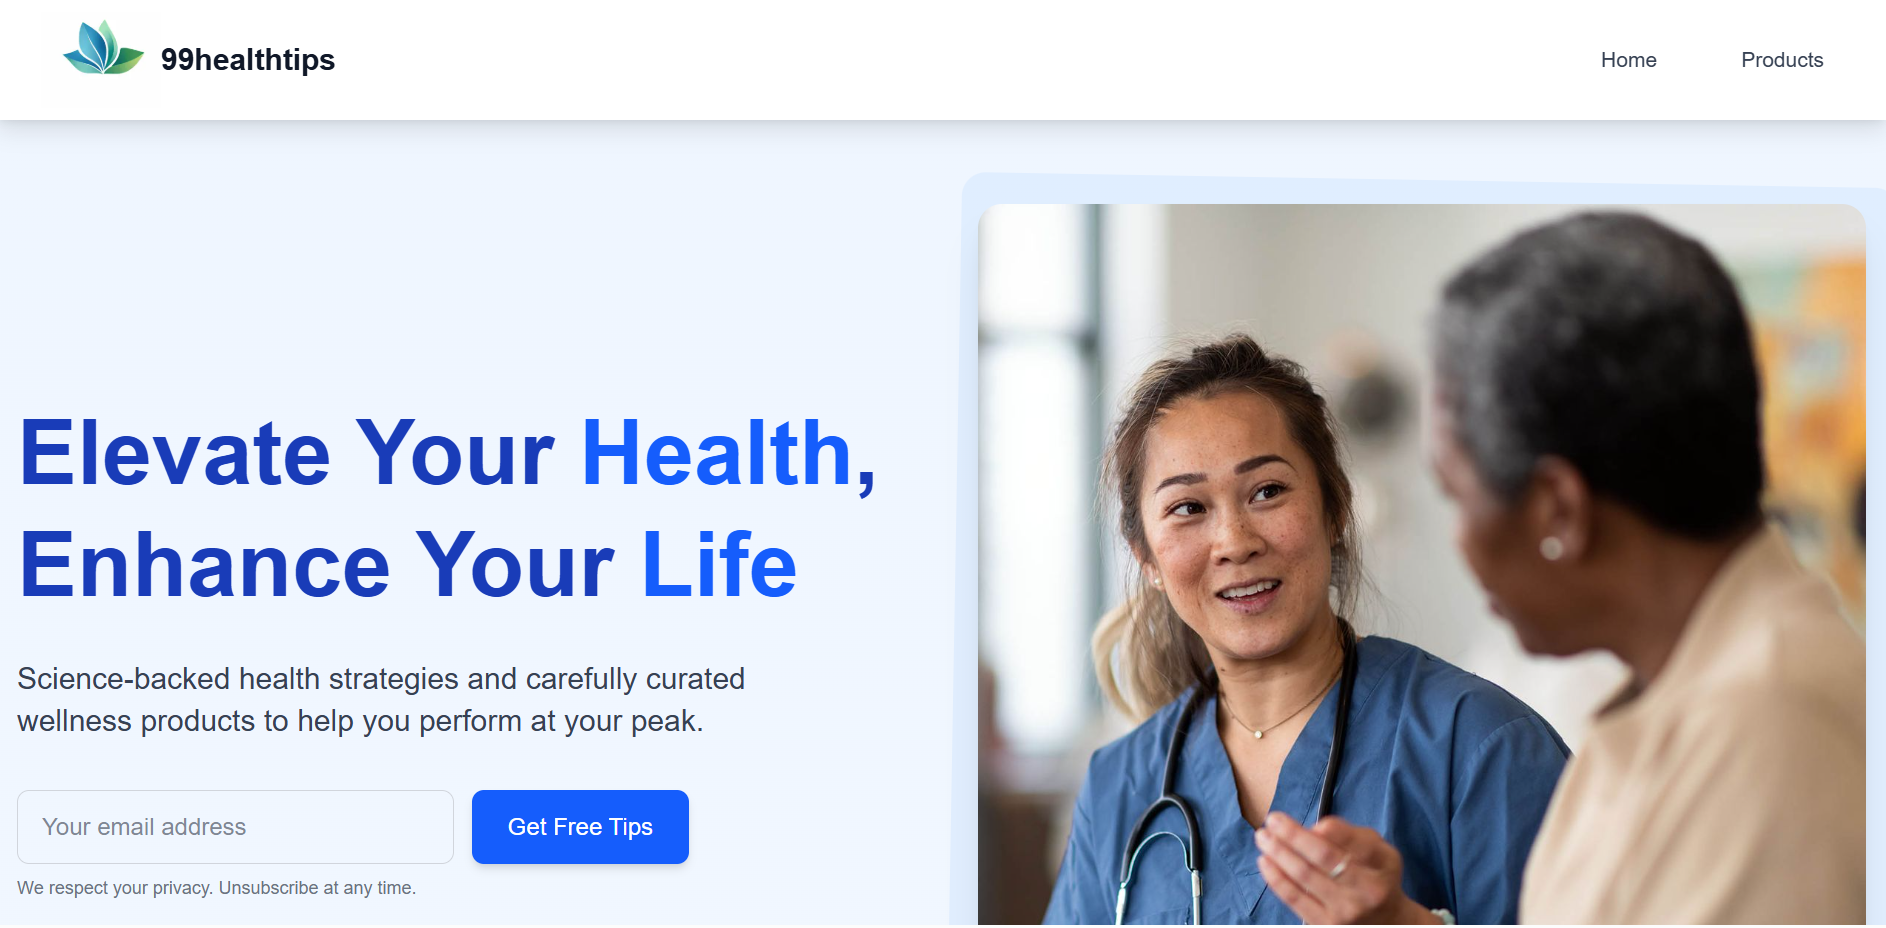 99healthtips
Home
Products
Elevate Your Health,
Enhance Your Life
Science-backed health strategies and carefully curated
wellness products to help you perform at your peak.
Your email address
Get Free Tips
We respect your privacy. Unsubscribe at any time.